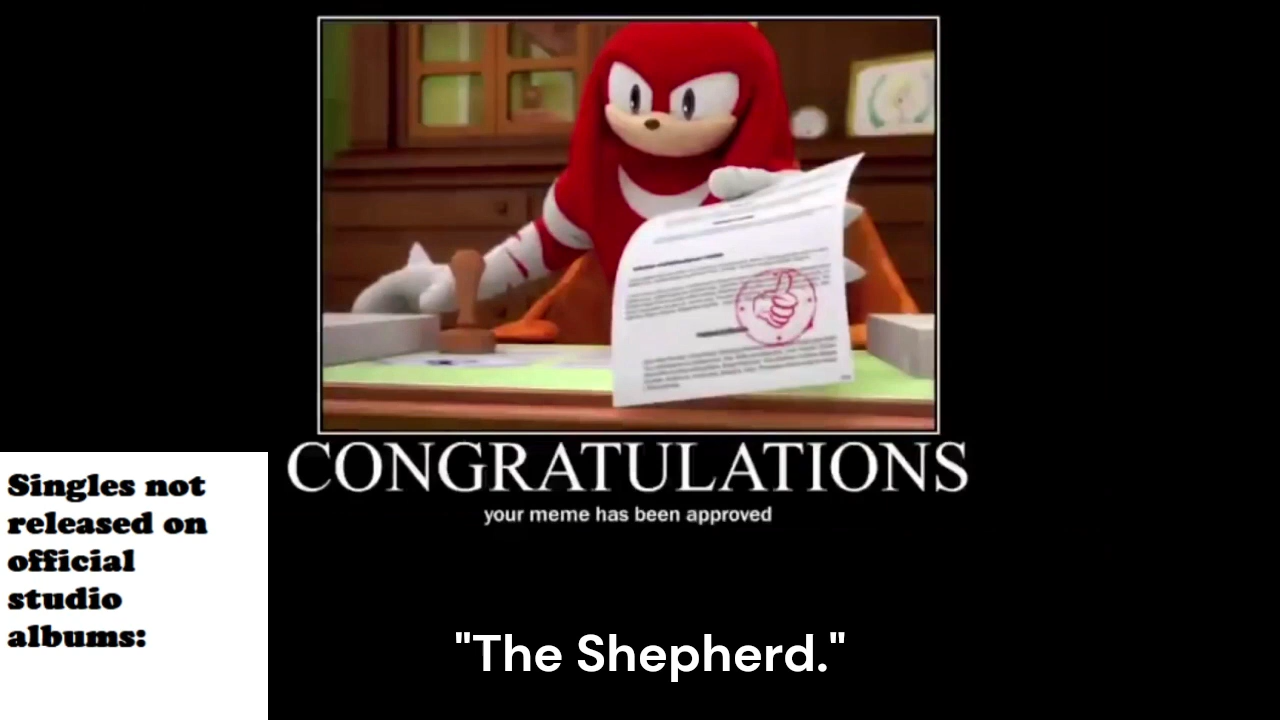 CONGRATULATIONS
your meme has been approved
Singles not
released on
official
studio
albums:
"The Shepherd."